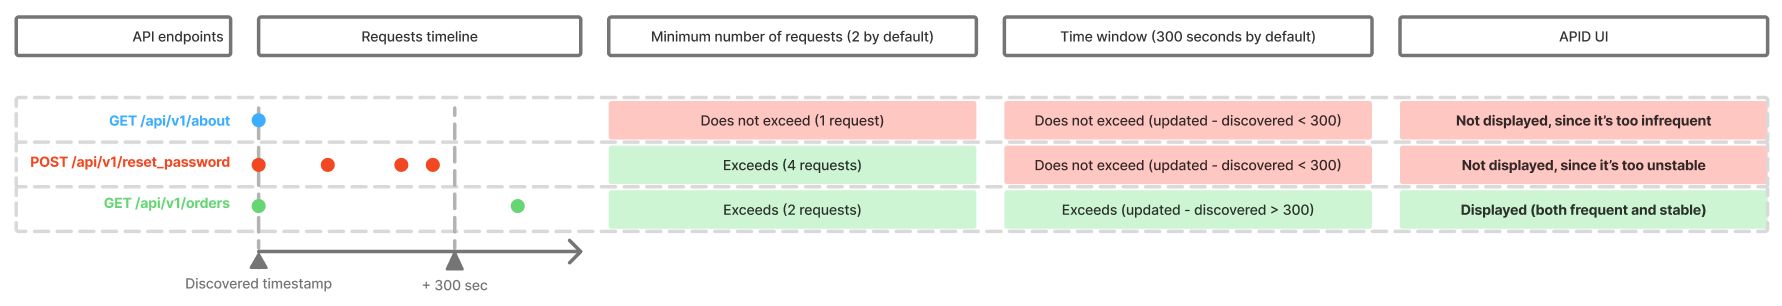 API endpoints
Requests timeline
Minimum number of requests (2 by default)
Time window (300 seconds by default)
APID UI
GET /api/v1/about
Does not exceed (1 request)
Does not exceed (updated - discovered < 300)
Not displayed, since it's too infrequent
POST /api/v1/reset_password
Exceeds (4 requests)
Does not exceed (updated - discovered < 300)
Not displayed, since it's too unstable
GET /api/v1/orders
Exceeds (2 requests)
Exceeds (updated - discovered > 300)
Displayed (both frequent and stable)
Discovered timestamp
+ 300 sec